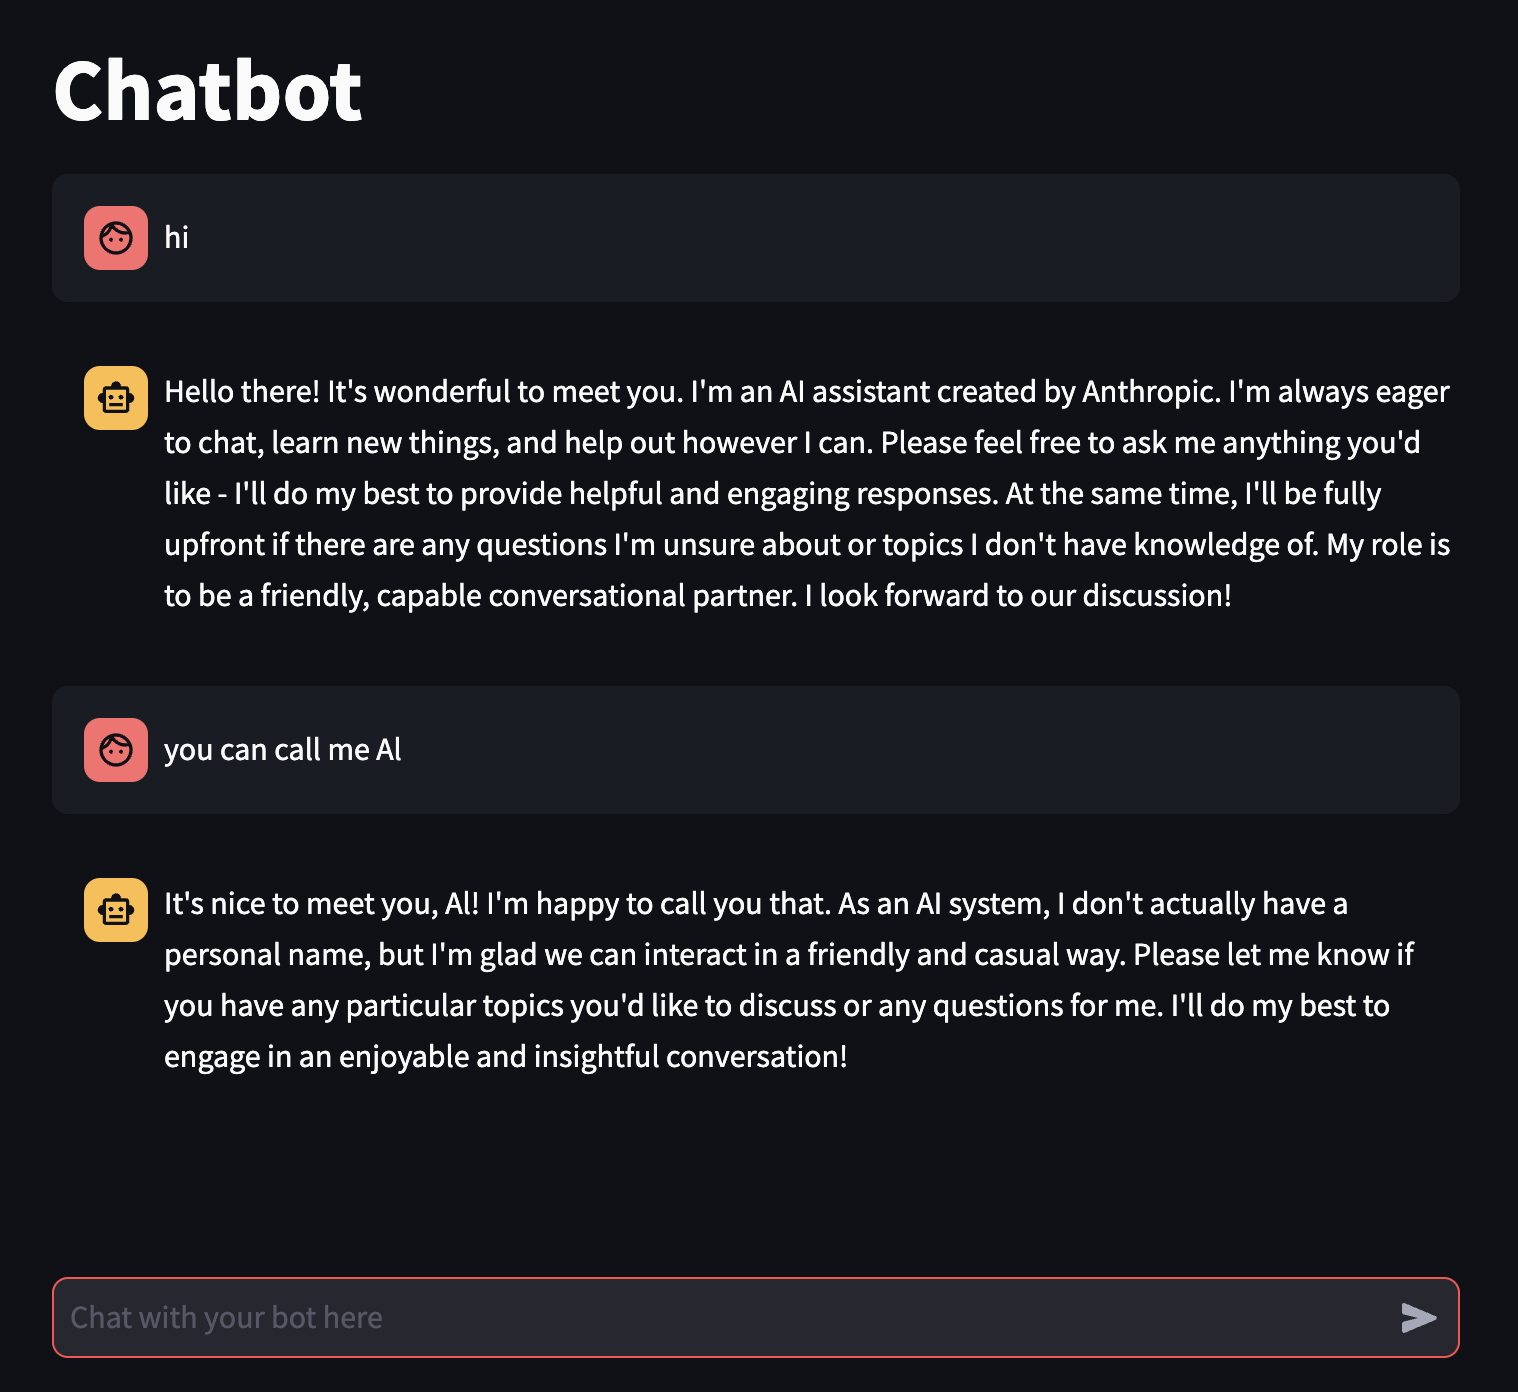 Chatbot
hi
Hello there! It's wonderful to meet you. I'm an AI assistant created by Anthropic. I'm always eager
to chat, learn new things, and help out however I can. Please feel free to ask me anything you'd
like - I'll do my best to provide helpful and engaging responses. At the same time, I'll be fully
upfront if there are any questions I'm unsure about or topics I don't have knowledge of. My role is
to be a friendly, capable conversational partner. I look forward to our discussion!
you can call me Al
It's nice to meet you, Al! I'm happy to call you that. As an AI system, I don't actually have a
personal name, but I'm glad we can interact in a friendly and casual way. Please let me know if
you have any particular topics you'd like to discuss or any questions for me. I'll do my best to
engage in an enjoyable and insightful conversation!
Chat with your bot here